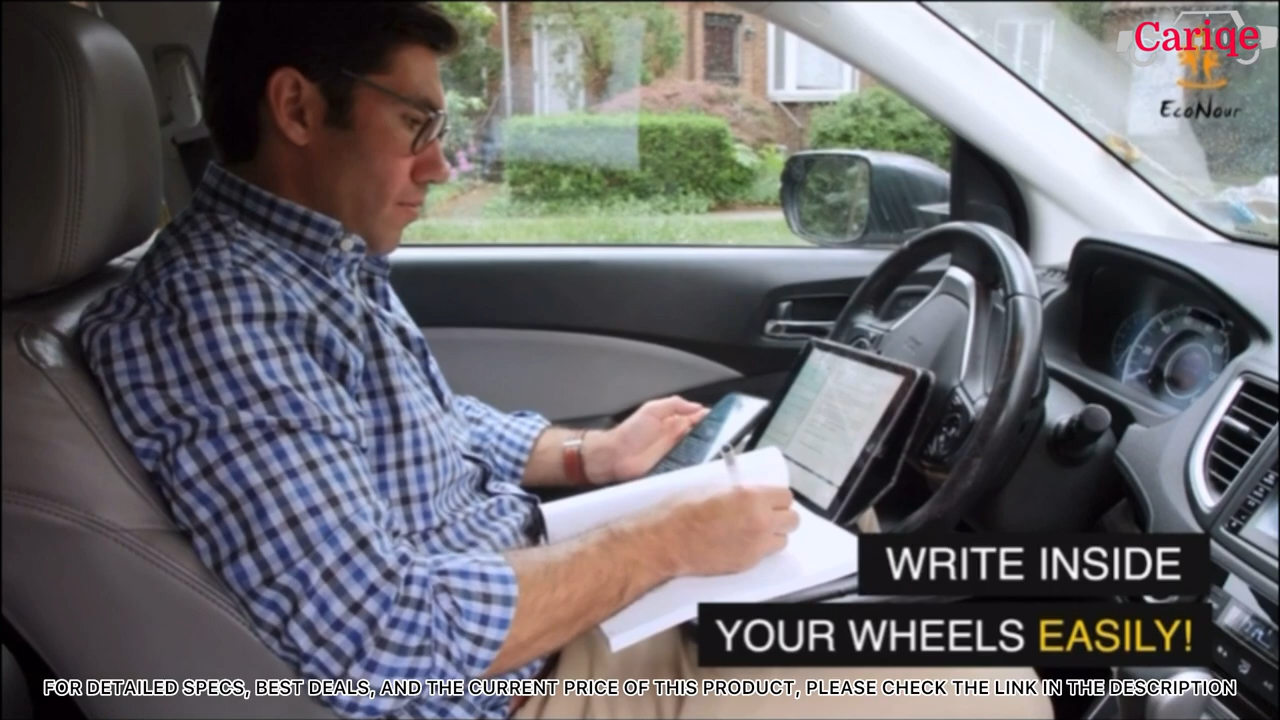 Cariqe
EcoNour
WRITE INSIDE
YOUR WHEELS EASILY!
FOR DETAILED SPECS, BEST DEALS, AND THE CURRENT PRICE OF THIS PRODUCT, PLEASE CHECK THE LINK IN THE DESCRIPTION